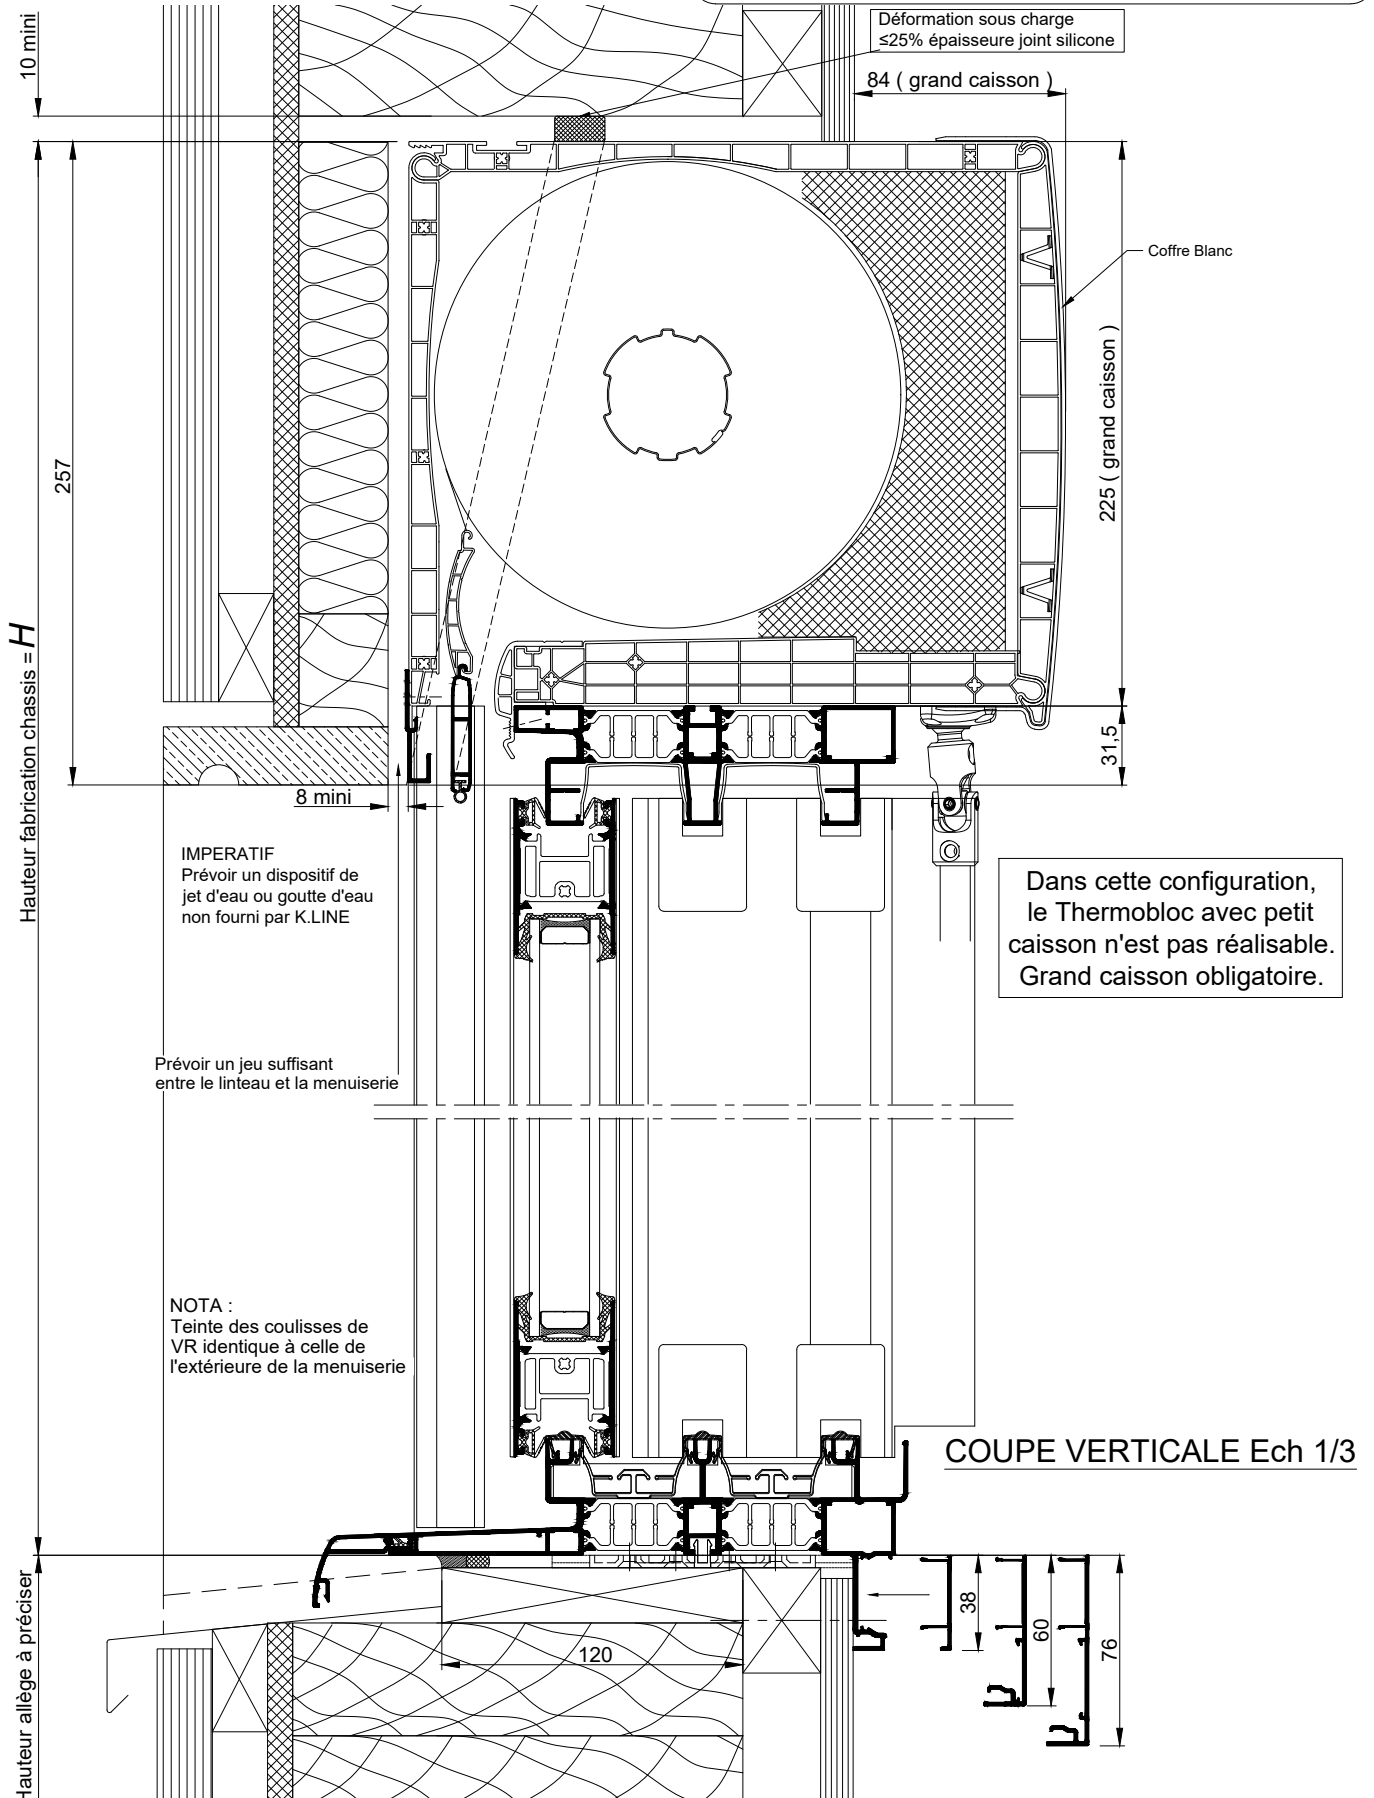 10 mini
Déformation sous charge
≤25% épaisseure joint silicone
84 ( grand caisson )
Coffre Blanc
225 ( grand caisson )
257
Hauteur fabrication chassis = H
31,5
8 mini
IMPERATIF
Prévoir un dispositif de
jet d'eau ou goutte d'eau
non fourni par K.LINE
Dans cette configuration,
le Thermobloc avec petit
caisson n'est pas réalisable.
Grand caisson obligatoire.
Prévoir un jeu suffisant
entre le linteau et la menuiserie
NOTA :
Teinte des coulisses de
VR identique à celle de
l'extérieure de la menuiserie
COUPE VERTICALE Ech 1/3
Hauteur allège à préciser
120
38
60
76